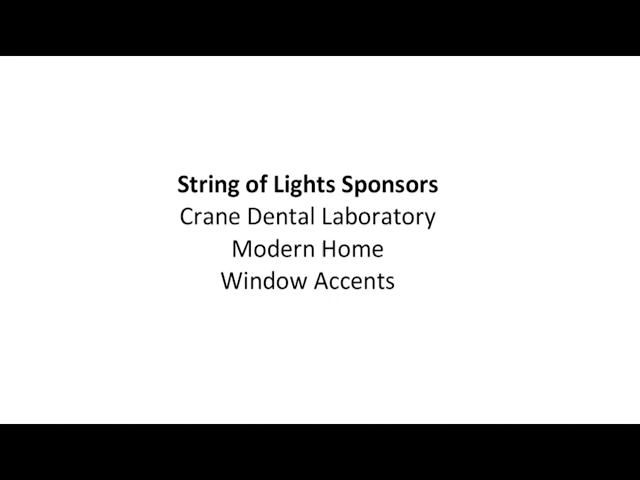 String of Lights Sponsors
Crane Dental Laboratory
Modern Home
Window Accents